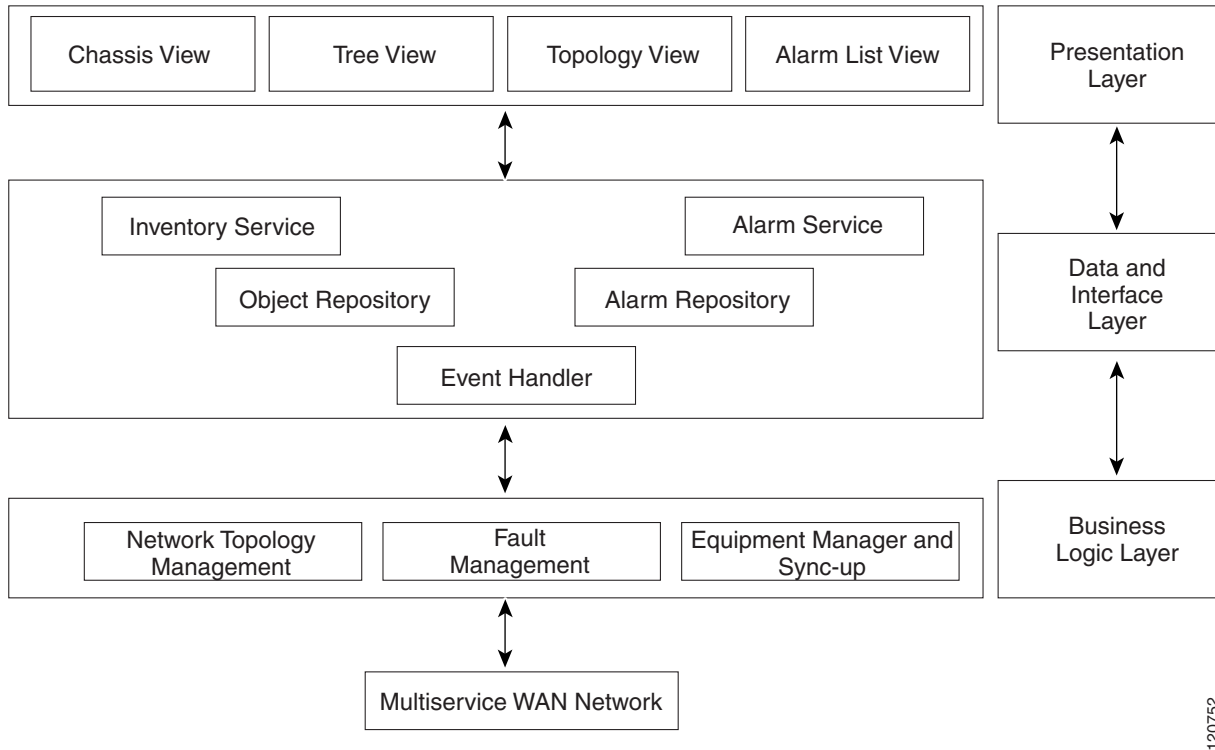 Chassis View
Tree View
Topology View
Alarm List View
Presentation
Layer
Inventory Service
Alarm Service
Object Repository
Alarm Repository
Event Handler
Data and
Interface
Layer
Network Topology
Management
Fault
Management
Equipment Manager and
Sync-up
Business
Logic Layer
Multiservice WAN Network
120752